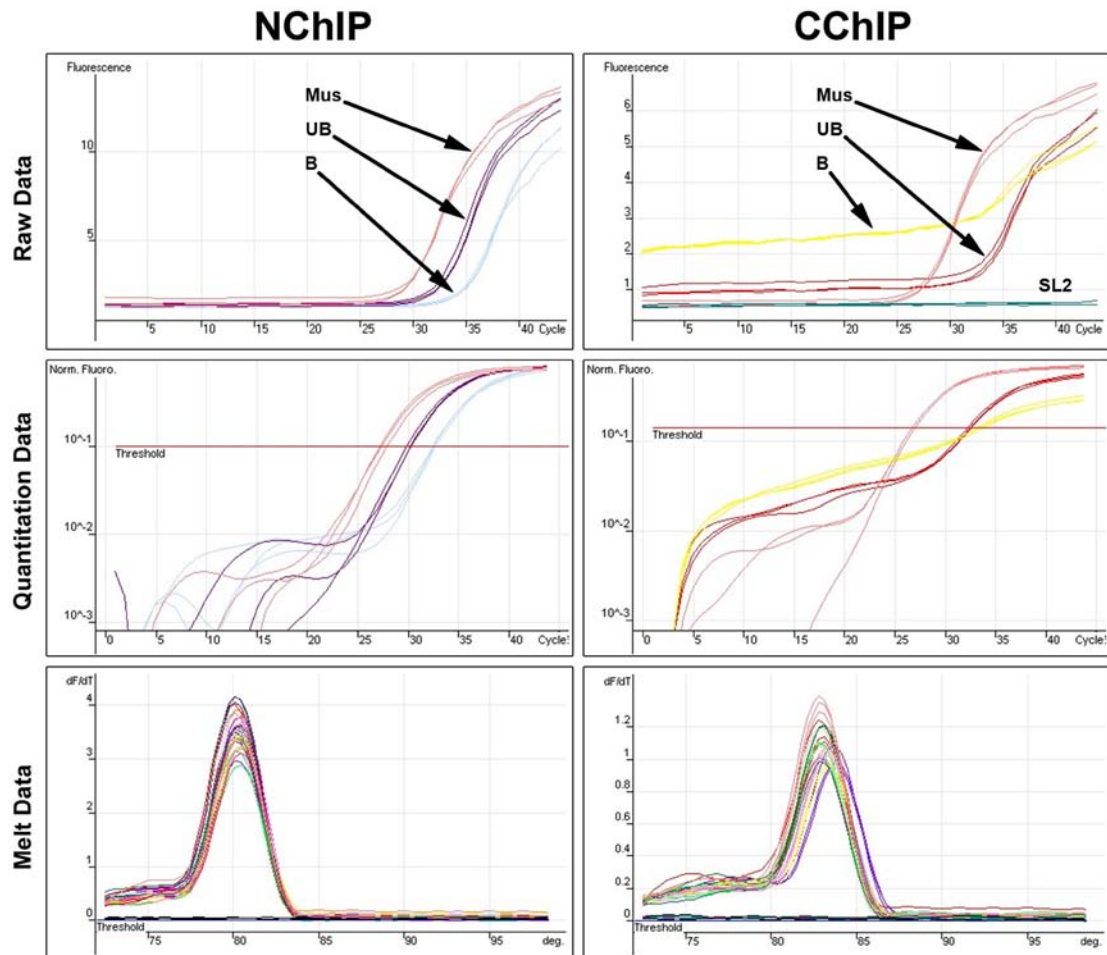 NChIP
CChIP
Raw Data
Fluorescence
10
5
Mus
UB
B
5 10 15 20 25 30 35 40 Cycle
Fluorescence
6
5
4
3
2
1
Mus
UB
B
SL2
5 10 15 20 25 30 35 40 Cycle
Quantitation Data
Norm. Fluoro.
10^-1
Threshold
10^-2
10^-3
0 5 10 15 20 25 30 35 40 Cycle
Norm. Fluoro.
10^-1
Threshold
10^-2
10^-3
0 5 10 15 20 25 30 35 40 Cycle
Melt Data
dF/dT
4
3
2
1
0
Threshold
75 80 85 90 95 deg.
dF/dT
1.2
1
0.8
0.6
0.4
0.2
0
Threshold
75 80 85 90 95 deg.